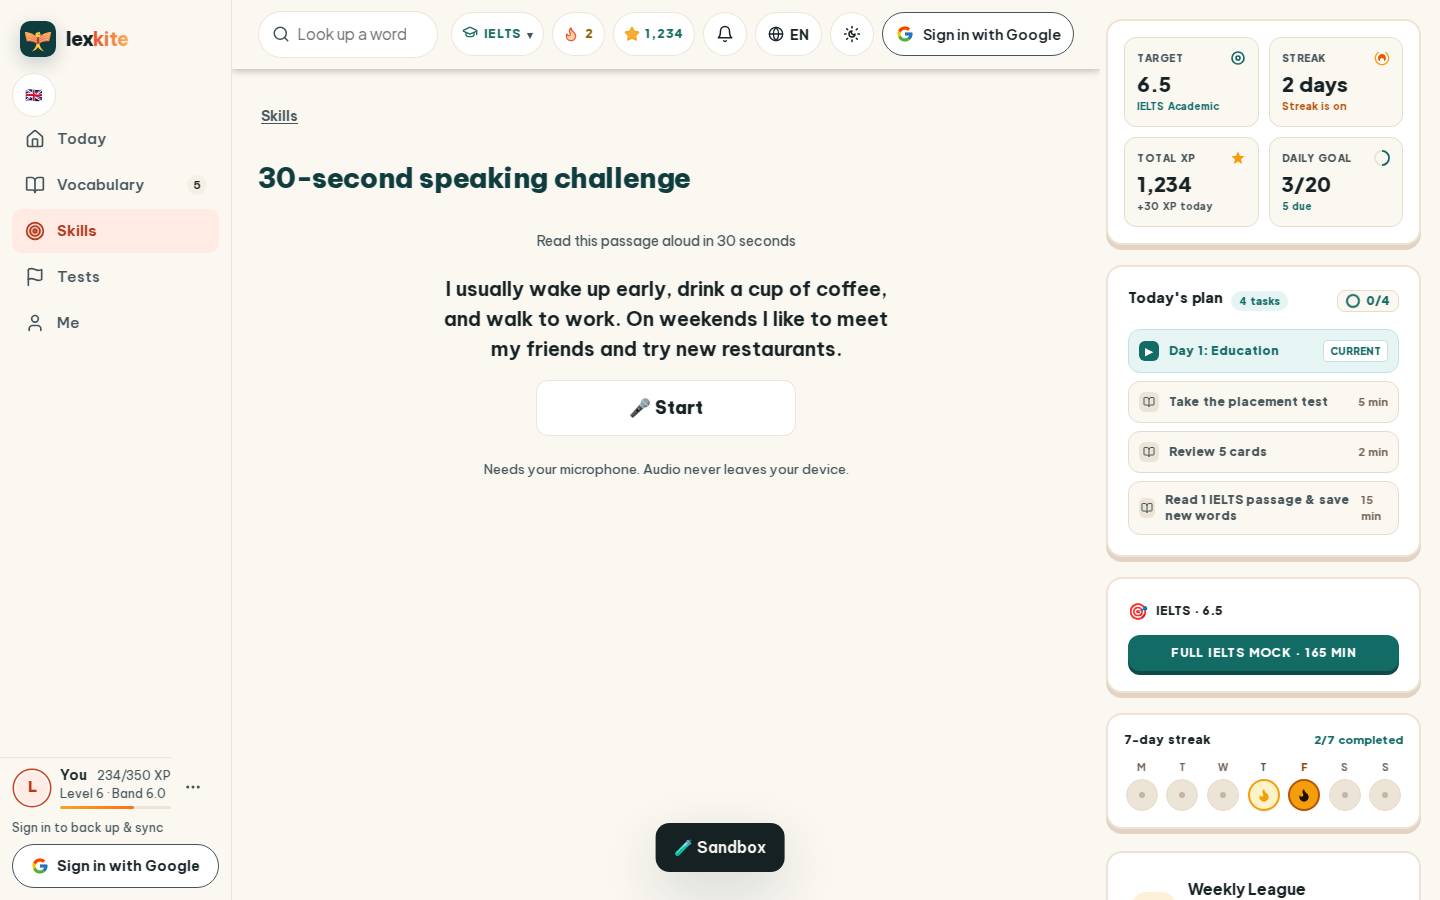 lexkite
Today
Vocabulary 5
Skills
Tests
Me
L
You 234/350 XP
Level 6 · Band 6.0
Sign in to back up & sync
Sign in with Google
Look up a word
IELTS ▾
2
1,234
EN
Sign in with Google
Skills
30-second speaking challenge
Read this passage aloud in 30 seconds
I usually wake up early, drink a cup of coffee,
and walk to work. On weekends I like to meet
my friends and try new restaurants.
🎤 Start
Needs your microphone. Audio never leaves your device.
🧪 Sandbox
TARGET
6.5
IELTS Academic
STREAK
2 days
Streak is on
TOTAL XP
1,234
+30 XP today
DAILY GOAL
3/20
5 due
Today's plan 4 tasks 0/4
Day 1: Education CURRENT
Take the placement test 5 min
Review 5 cards 2 min
Read 1 IELTS passage & save 15
new words min
🎯 IELTS · 6.5
FULL IELTS MOCK · 165 MIN
7-day streak 2/7 completed
M T W T F S S
Weekly League